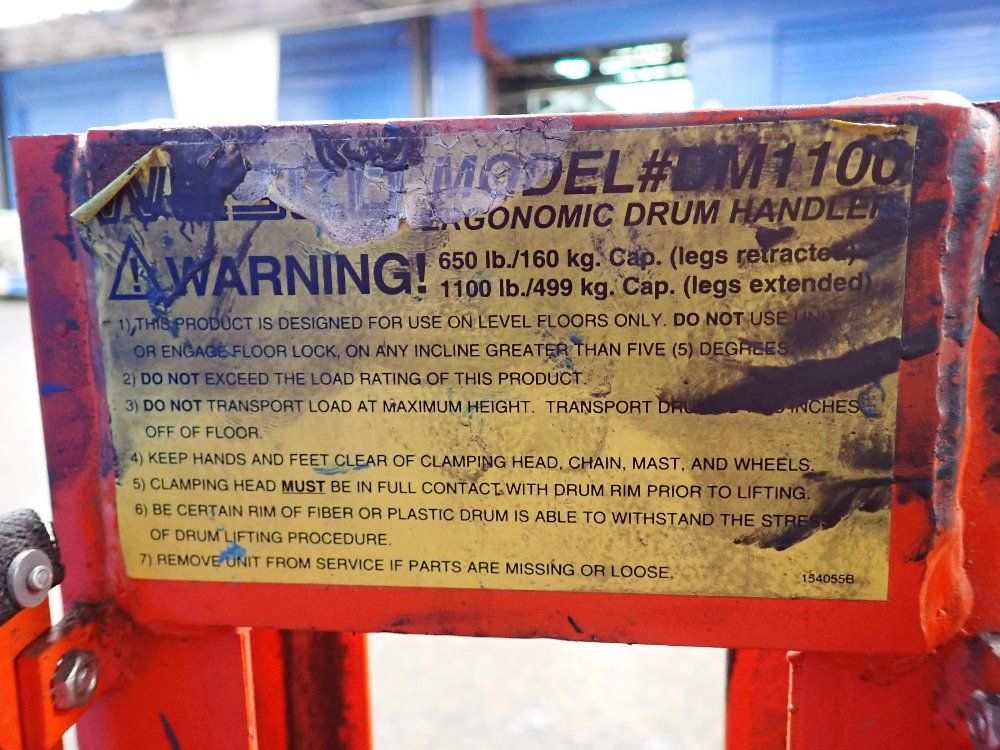 MODEL#DM1100
ERGONOMIC DRUM HANDLER
WARNING!
650 lb./160 kg. Cap. (legs retracted)
1100 lb./499 kg. Cap. (legs extended)
1) THIS PRODUCT IS DESIGNED FOR USE ON LEVEL FLOORS ONLY. DO NOT USE UNIT,
OR ENGAGE FLOOR LOCK, ON ANY INCLINE GREATER THAN FIVE (5) DEGREES.
2) DO NOT EXCEED THE LOAD RATING OF THIS PRODUCT.
3) DO NOT TRANSPORT LOAD AT MAXIMUM HEIGHT. TRANSPORT INCHES
OFF OF FLOOR.
4) KEEP HANDS AND FEET CLEAR OF CLAMPING HEAD, CHAIN, MAST, AND WHEELS.
5) CLAMPING HEAD MUST BE IN FULL CONTACT WITH DRUM RIM PRIOR TO LIFTING.
6) BE CERTAIN RIM OF FIBER OR PLASTIC DRUM IS ABLE TO WITHSTAND THE STRESS
OF DRUM LIFTING PROCEDURE.
7) REMOVE UNIT FROM SERVICE IF PARTS ARE MISSING OR LOOSE.
154055B